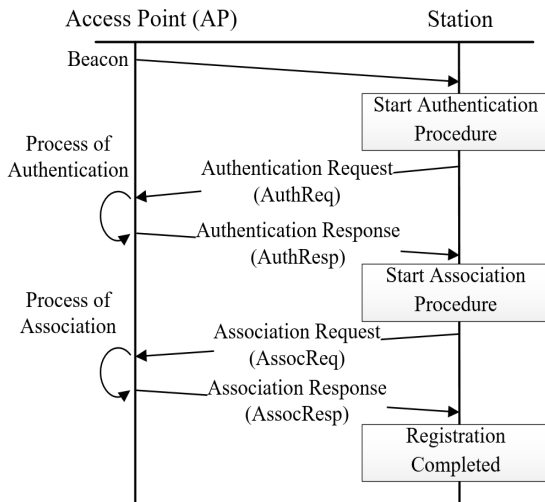 Access Point (AP)
Station
Beacon
Start Authentication
Procedure
Process of
Authentication
Authentication Request
(AuthReq)
Authentication Response
(AuthResp)
Start Association
Procedure
Process of
Association
Association Request
(AssocReq)
Association Response
(AssocResp)
Registration
Completed